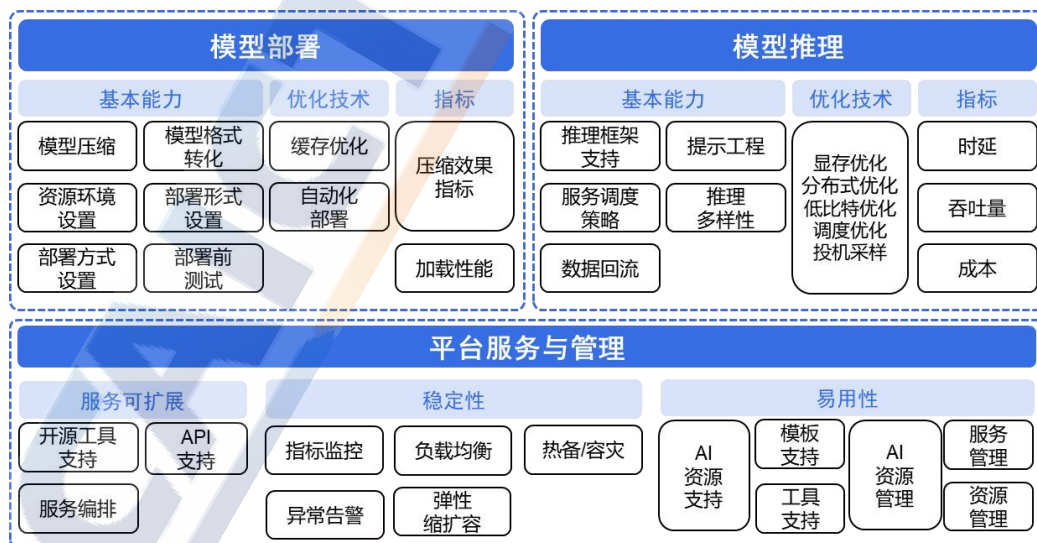 模型部署
基本能力
优化技术
指标
模型压缩
模型格式
转化
缓存优化
压缩效果
指标
资源环境
设置
部署形式
设置
自动化
部署
部署方式
设置
部署前
测试
加载性能
模型推理
基本能力
优化技术
指标
推理框架
支持
提示工程
显存优化
分布式优化
低比特优化
调度优化
投机采样
时延
服务调度
策略
推理
多样性
吞吐量
数据回流
成本
平台服务与管理
服务可扩展
稳定性
易用性
开源工具
支持
API
支持
服务编排
指标监控
负载均衡
热备/容灾
异常告警
弹性
缩扩容
AI
资源
支持
模板
支持
工具
支持
AI
资源
管理
服务
管理
资源
管理
CAICT